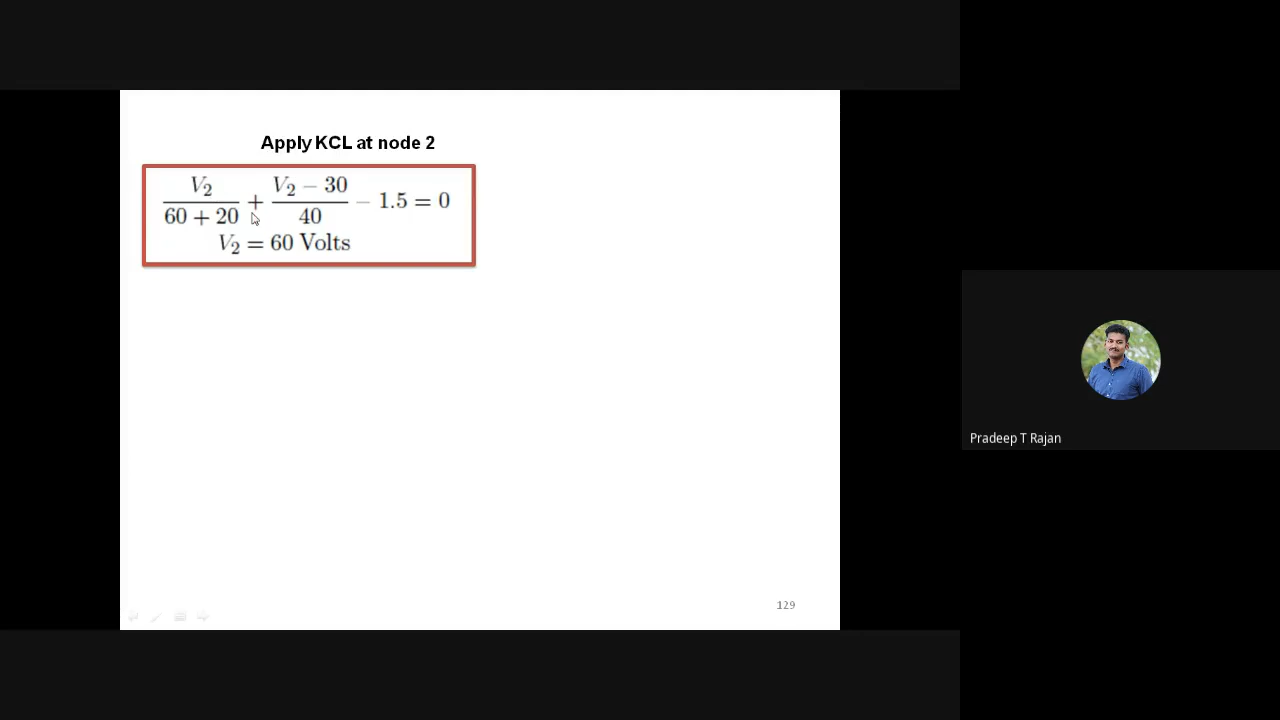 Apply KCL at node 2
V₂/(60 + 20) + (V₂ − 30)/40 − 1.5 = 0
V₂ = 60 Volts
Pradeep T Rajan
129